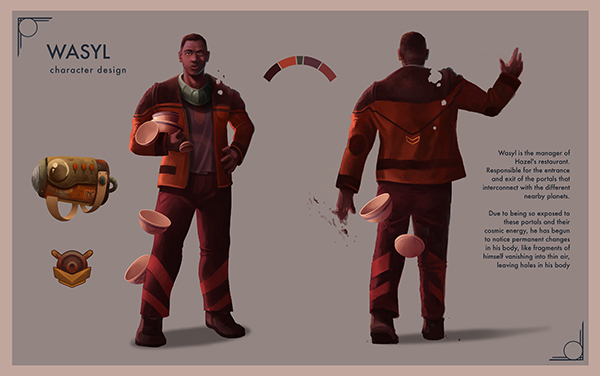 WASYL
character design
Wasyl is the manager of
Hazel's restaurant.
Responsible for the entrance
and exit of the portals that
interconnect with the different
nearby planets.
Due to being so exposed to
these portals and their
cosmic energy, he has begun
to notice permanent changes
in his body, like fragments of
himself vanishing into thin air,
leaving holes in his body